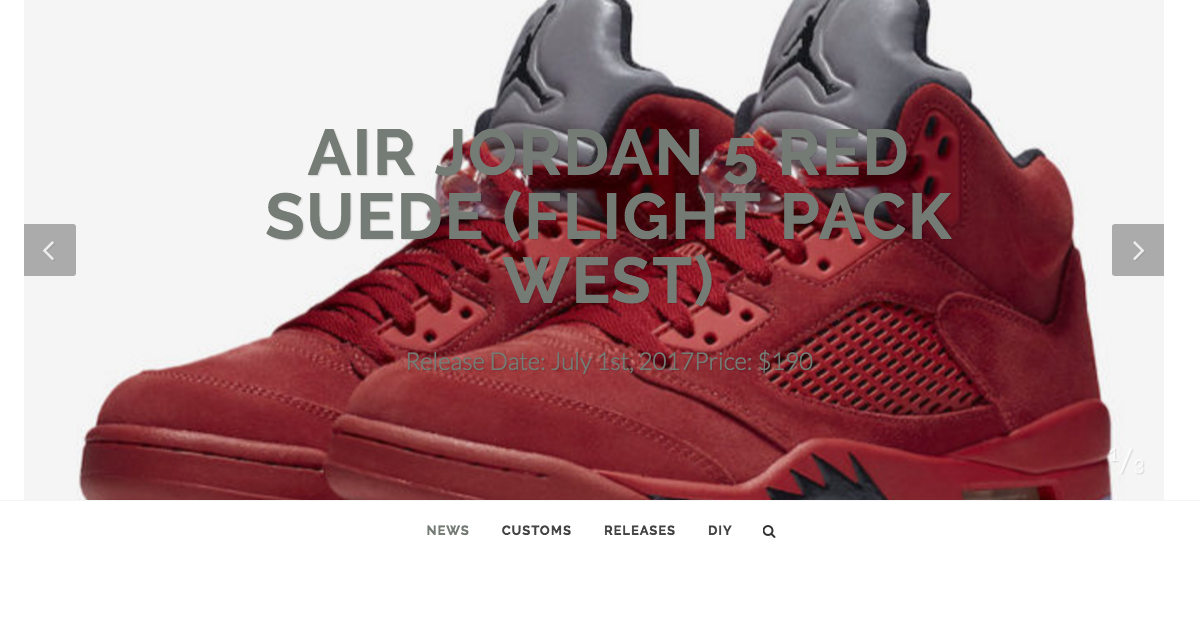 AIR JORDAN 5 RED
SUEDE (FLIGHT PACK
WEST)
Release Date: July 1st, 2017Price: $190
1/3
NEWS CUSTOMS RELEASES DIY